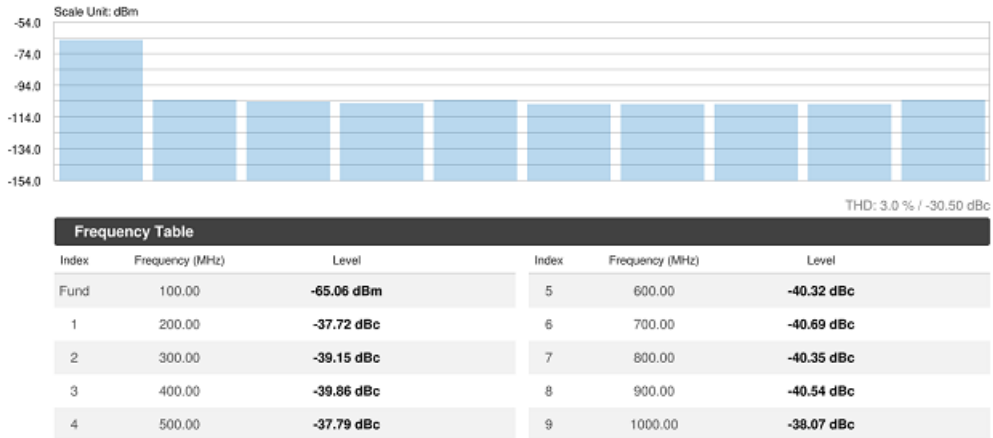 Scale Unit: dBm
-54.0
-74.0
-94.0
-114.0
-134.0
-154.0
THD: 3.0 % / -30.50 dBc
Frequency Table
Index Frequency (MHz) Level Index Frequency (MHz) Level
Fund 100.00 -65.06 dBm 5 600.00 -40.32 dBc
1 200.00 -37.72 dBc 6 700.00 -40.69 dBc
2 300.00 -39.15 dBc 7 800.00 -40.35 dBc
3 400.00 -39.86 dBc 8 900.00 -40.54 dBc
4 500.00 -37.79 dBc 9 1000.00 -38.07 dBc